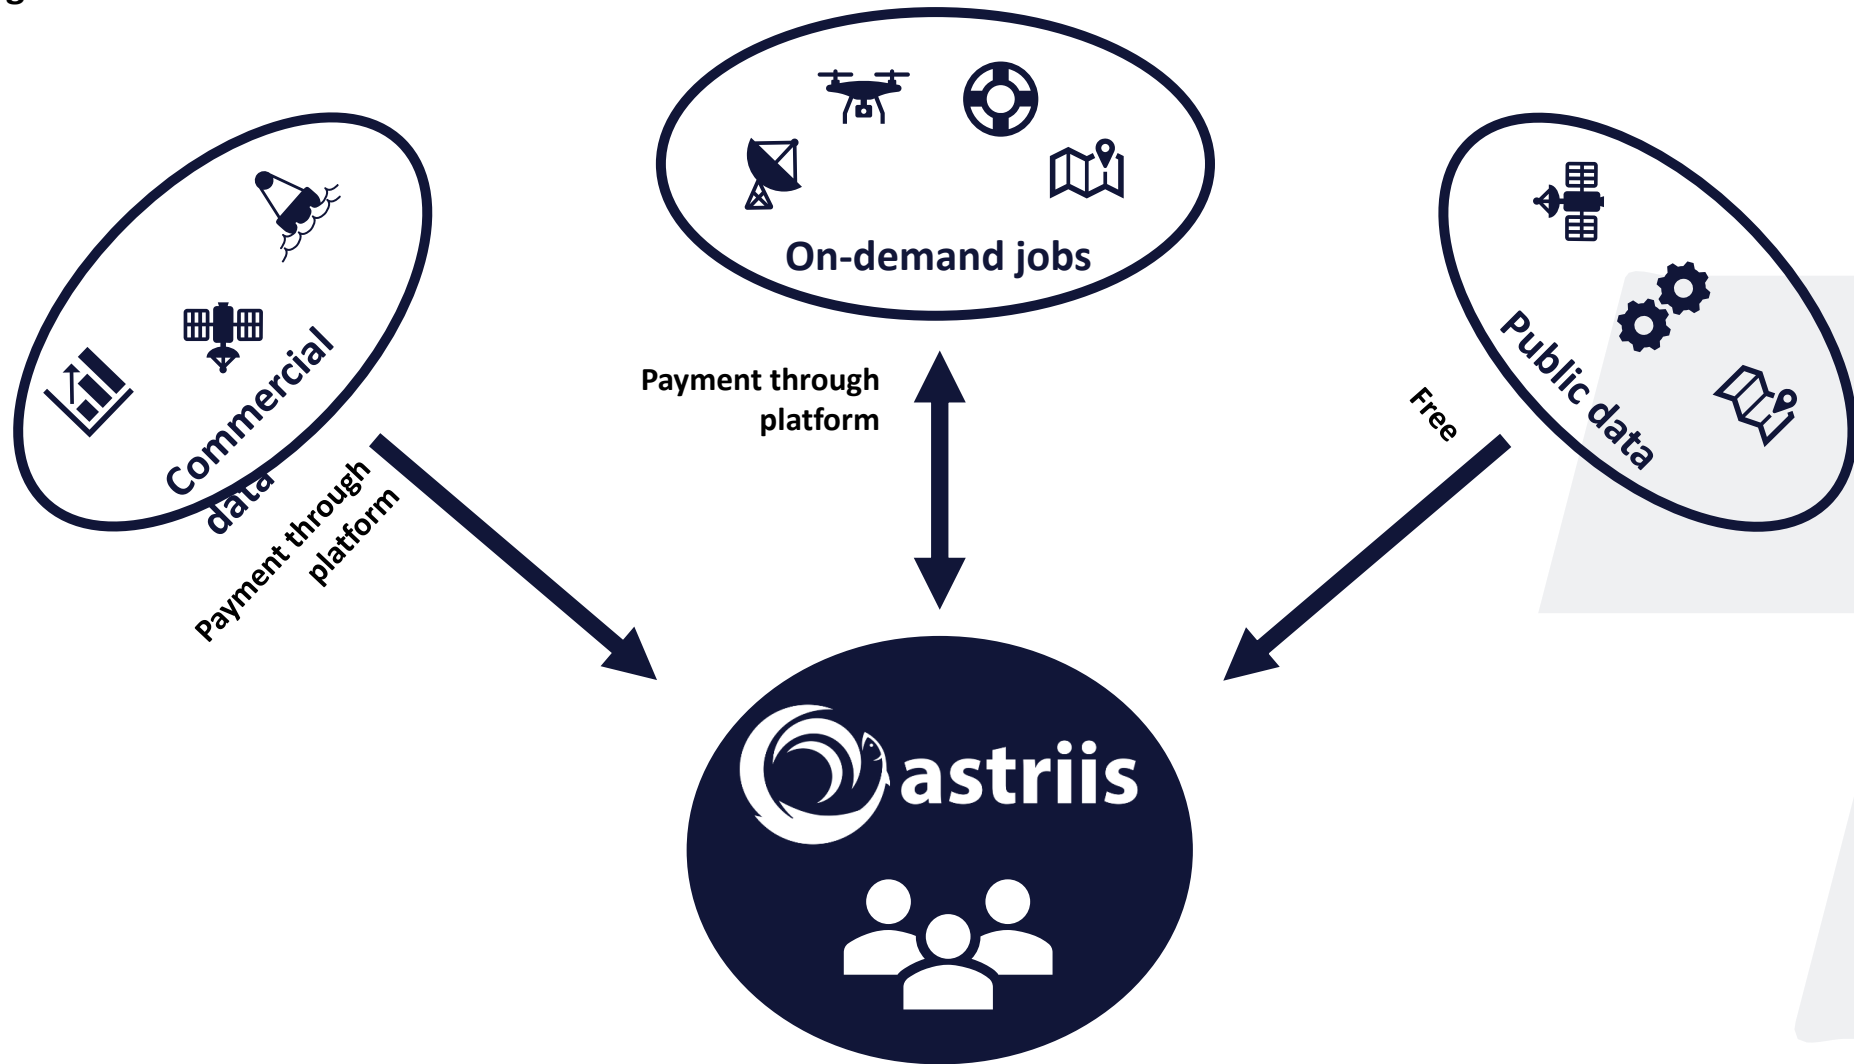 g
On-demand jobs
Commercial
data
Public data
Payment through
platform
Payment through
platform
Free
astriis